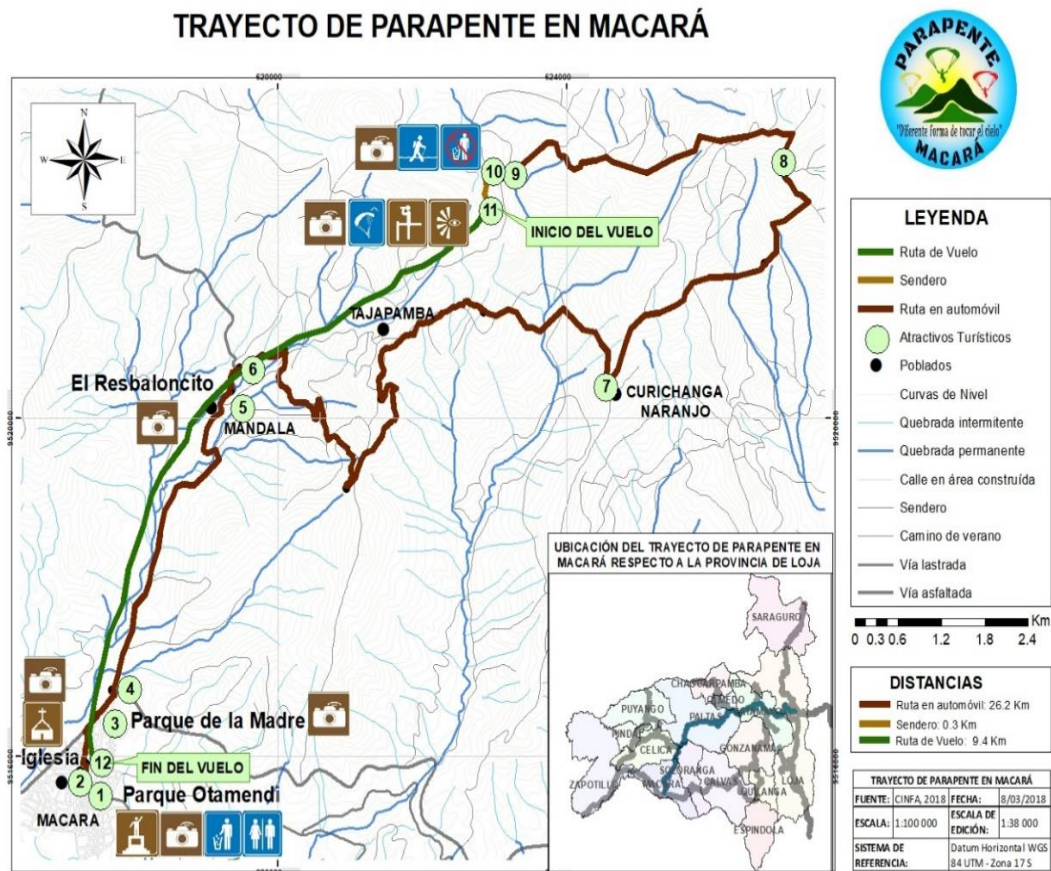 TRAYECTO DE PARAPENTE EN MACARÁ
PARAPENTE
"Diferente forma de tocar el cielo"
MACARÁ
620000
624000
N
W E
S
10
9
8
11
INICIO DEL VUELO
TAJAPAMBA
6
El Resbaloncito
7
CURICHANGA
NARANJO
5
MANDALA
9520000
9520000
4
3
Parque de la Madre
-Iglesia
12
FIN DEL VUELO
2
1
Parque Otamendi
MACARA
9516000
UBICACIÓN DEL TRAYECTO DE PARAPENTE EN
MACARÁ RESPECTO A LA PROVINCIA DE LOJA
SARAGURO
CHAGUARPAMBA
OLMEDO
PUYANGO
PALTAS
PINDAL
CELICA
GONZANAMA
ZAPOTILLO
MACARA
SOZORANGA
CALVAS
LOJA
QUILANGA
ESPINDOLA
LEYENDA
Ruta de Vuelo
Sendero
Ruta en automóvil
Atractivos Turísticos
Poblados
Curvas de Nivel
Quebrada intermitente
Quebrada permanente
Calle en área construída
Sendero
Camino de verano
Vía lastrada
Vía asfaltada
Km
0 0.3 0.6 1.2 1.8 2.4
DISTANCIAS
Ruta en automóvil: 26.2 Km
Sendero: 0.3 Km
Ruta de Vuelo: 9.4 Km
TRAYECTO DE PARAPENTE EN MACARÁ
FUENTE: CINFA, 2018 FECHA: 8/03/2018
ESCALA: 1:100 000 ESCALA DE EDICIÓN: 1:38 000
SISTEMA DE REFERENCIA: Datum Horizontal WGS 84 UTM - Zona 17 S